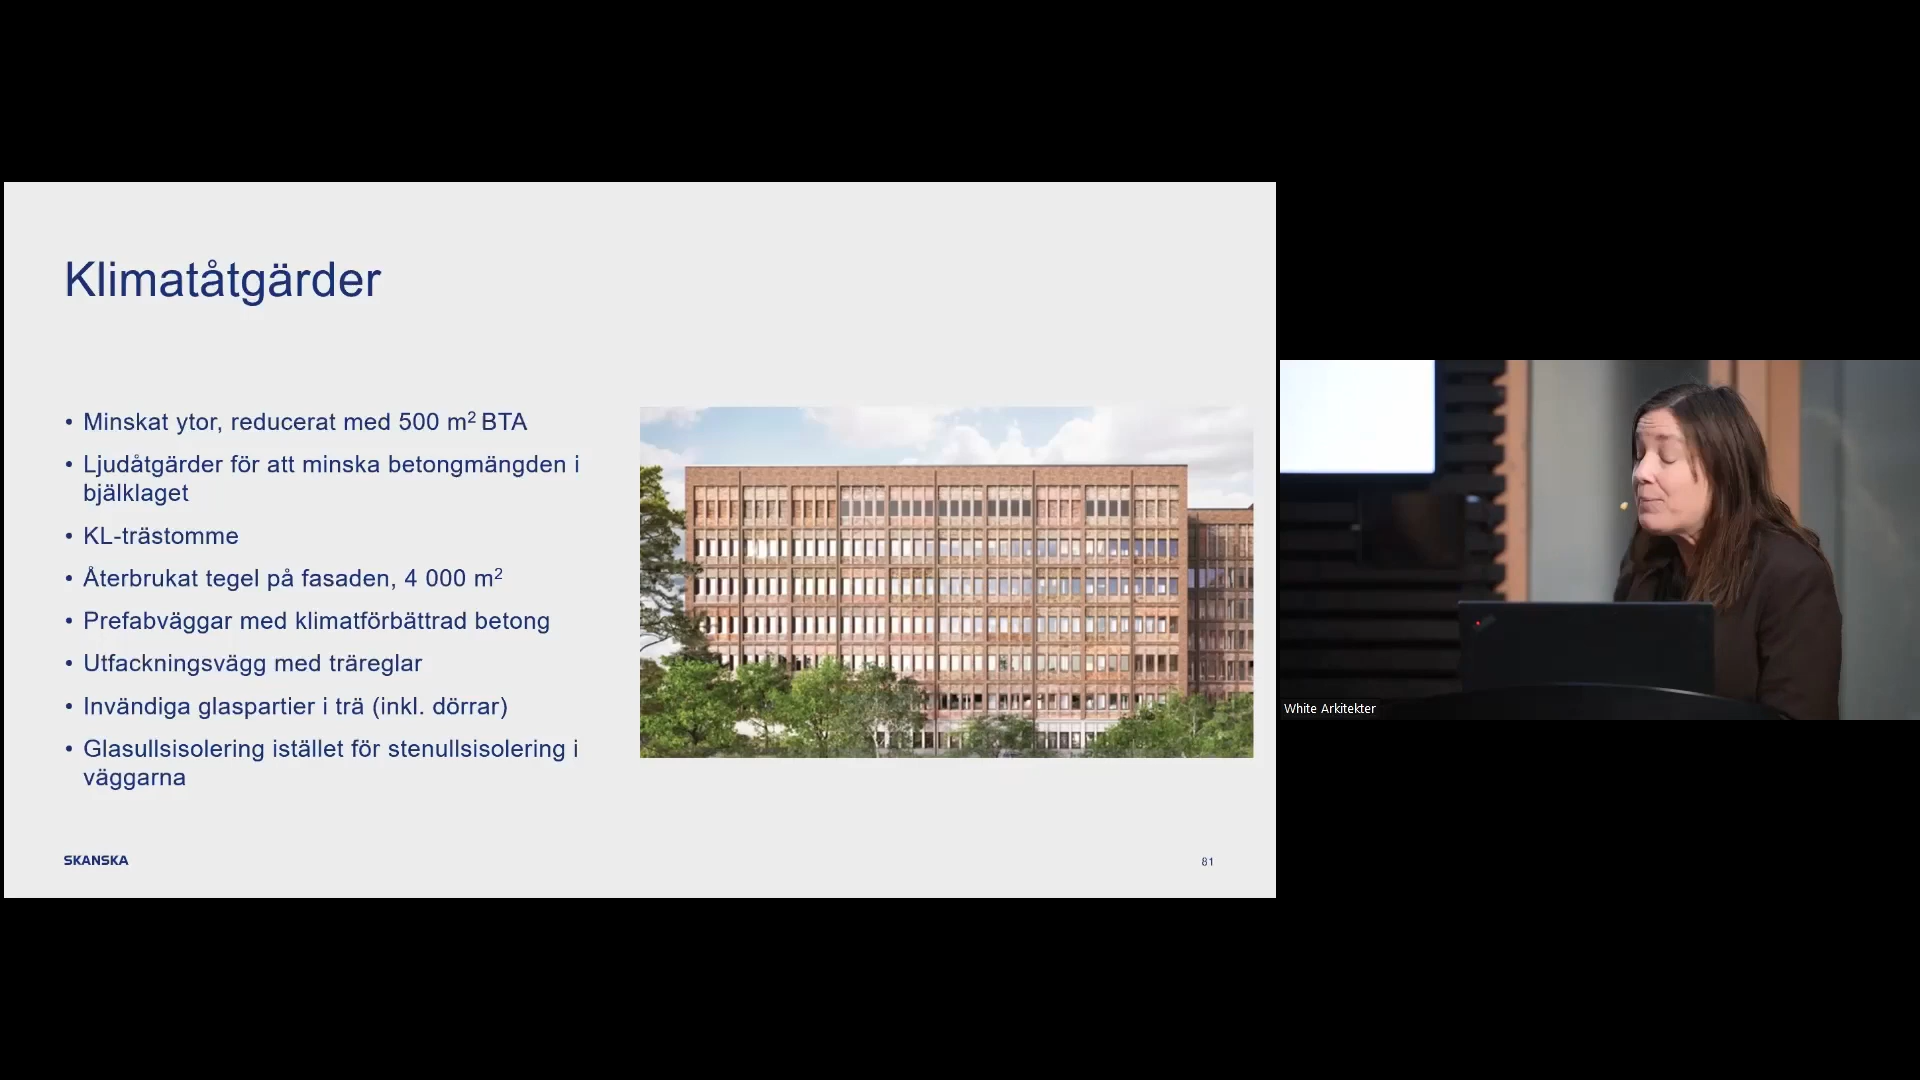 Klimatåtgärder
• Minskat ytor, reducerat med 500 m² BTA
• Ljudåtgärder för att minska betongmängden i
bjälklaget
• KL-trästomme
• Återbrukat tegel på fasaden, 4 000 m²
• Prefabväggar med klimatförbättrad betong
• Utfackningsvägg med träreglar
• Invändiga glaspartier i trä (inkl. dörrar)
• Glasullsisolering istället för stenullsisolering i
väggarna
SKANSKA
81
White Arkitekter